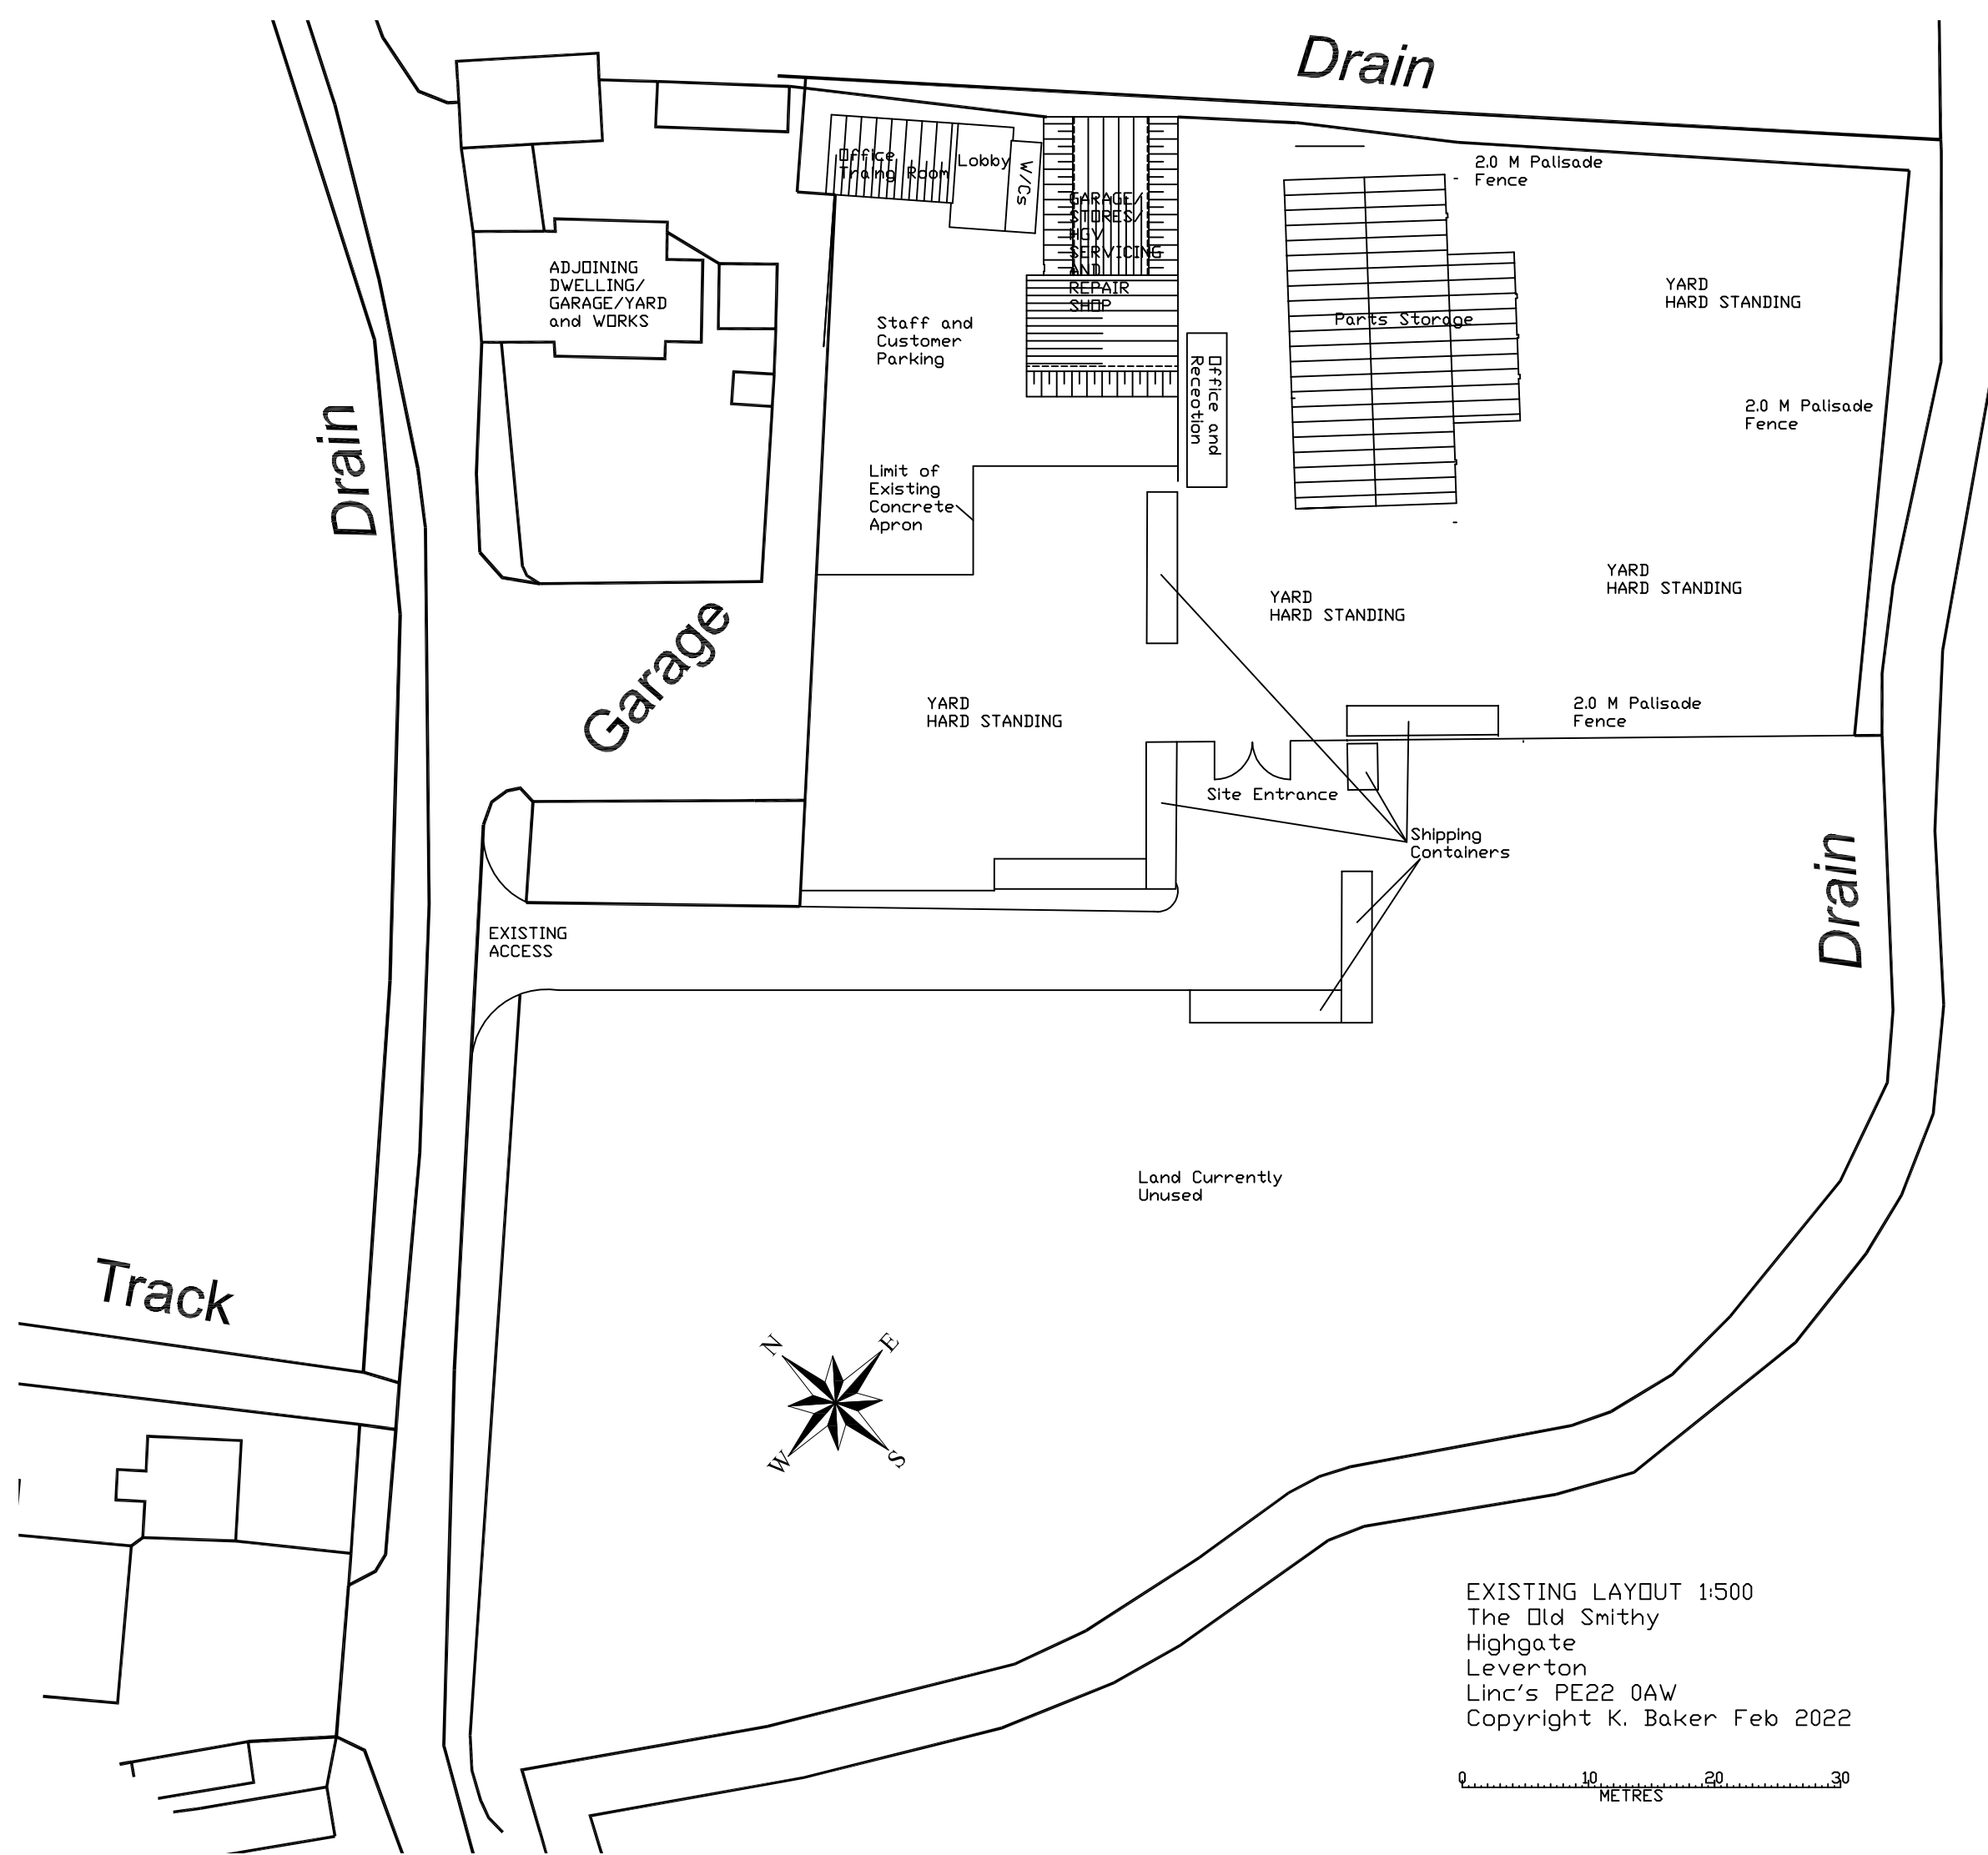 Drain
2.0 M Palisade
Fence
Office
Traing Room
Lobby
W/Cs
GARAGE/
STORES/
HGV
SERVICING
AND
REPAIR
SHOP
ADJOINING
DWELLING/
GARAGE/YARD
and WORKS
Staff and
Customer
Parking
Office and
Reception
Parts Storage
YARD
HARD STANDING
2.0 M Palisade
Fence
Drain
Limit of
Existing
Concrete
Apron
YARD
HARD STANDING
YARD
HARD STANDING
Garage
YARD
HARD STANDING
2.0 M Palisade
Fence
Site Entrance
Shipping
Containers
Drain
EXISTING
ACCESS
Land Currently
Unused
Track
N
E
W
S
EXISTING LAYOUT 1:500
The Old Smithy
Highgate
Leverton
Linc's PE22 0AW
Copyright K. Baker Feb 2022
0 10 20 30
METRES